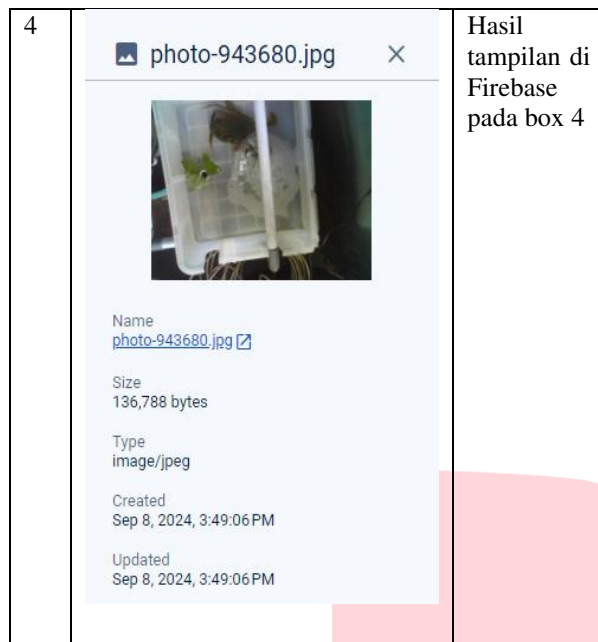 4
photo-943680.jpg
Name
photo-943680.jpg
Size
136,788 bytes
Type
image/jpeg
Created
Sep 8, 2024, 3:49:06 PM
Updated
Sep 8, 2024, 3:49:06 PM
Hasil
tampilan di
Firebase
pada box 4